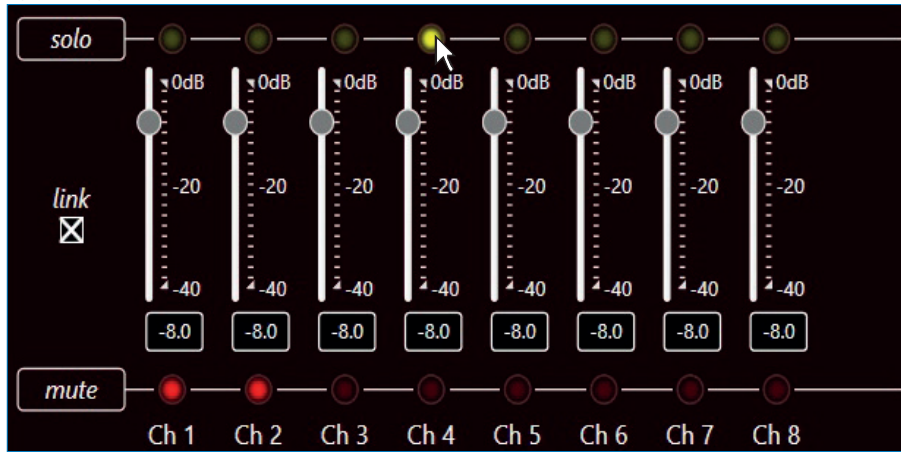 solo
0dB 0dB 0dB 0dB 0dB 0dB 0dB 0dB
-20 -20 -20 -20 -20 -20 -20 -20
link
-40 -40 -40 -40 -40 -40 -40 -40
-8.0 -8.0 -8.0 -8.0 -8.0 -8.0 -8.0 -8.0
mute
Ch 1 Ch 2 Ch 3 Ch 4 Ch 5 Ch 6 Ch 7 Ch 8